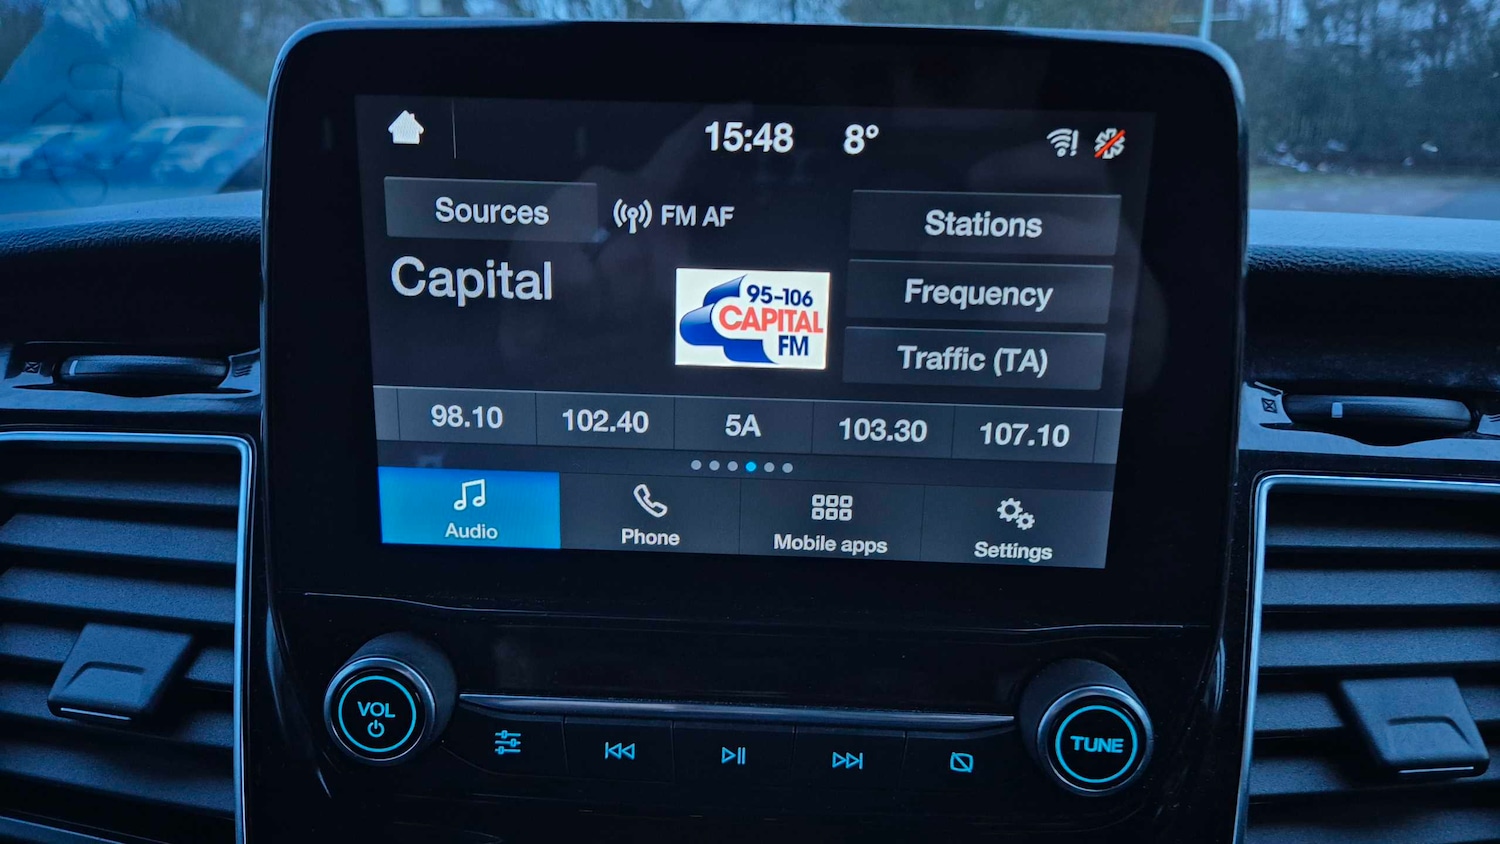 15:48 8°
Sources FM AF
Stations
Capital
95-106
CAPITAL
FM
Frequency
Traffic (TA)
98.10 102.40 5A 103.30 107.10
Audio Phone Mobile apps Settings
VOL
TUNE